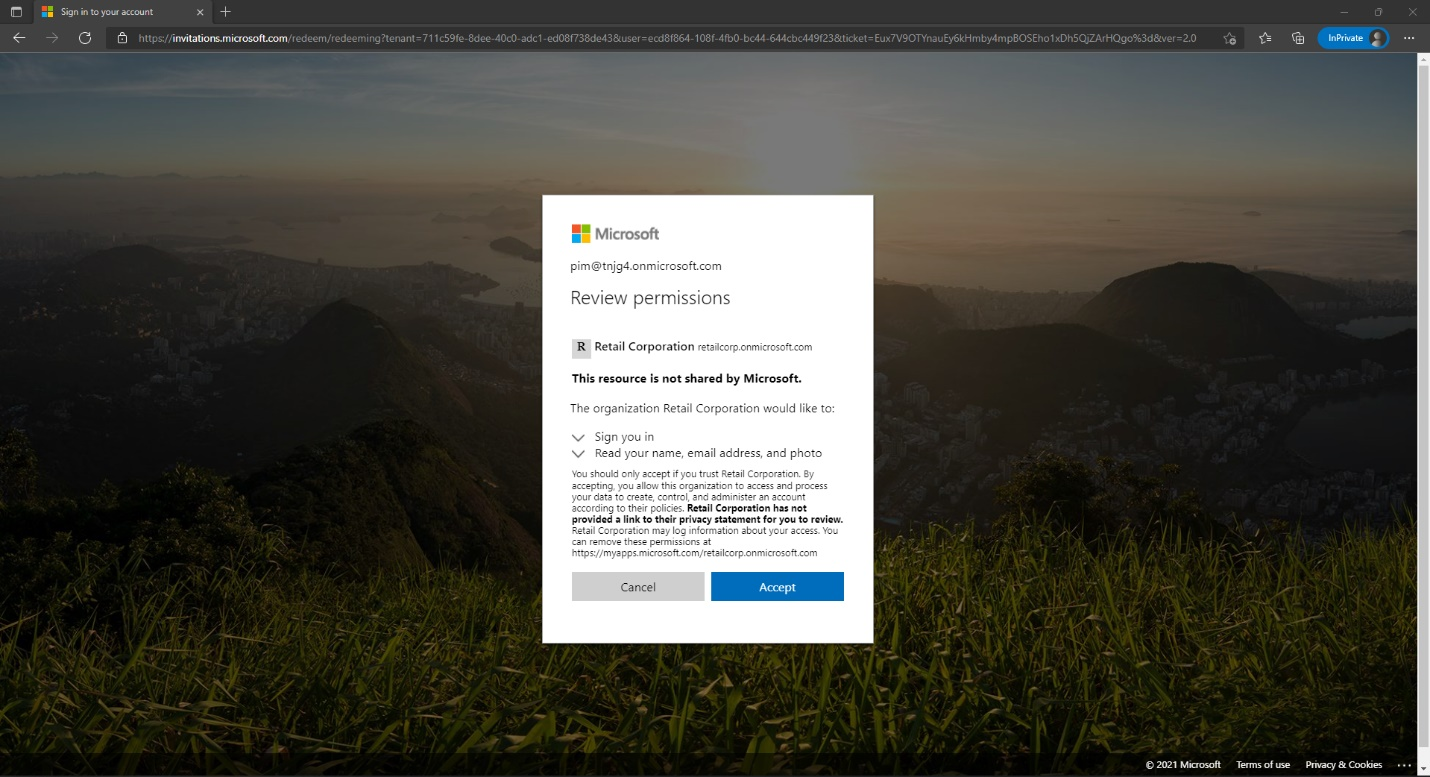 Sign in to your account
https://invitations.microsoft.com/redeem/redeeming?tenant=711c59fe-8dee-40c0-adc1-ed08f738de43&user=ecd8f864-108f-4fb0-bc44-644cbc449f23&ticket=Eux7V9OTYnauEy6kHmby4mpBOSEho1xDh5QjZArHQgo%3d&ver=2.0
InPrivate
Microsoft
pim@tnjg4.onmicrosoft.com
Review permissions
R Retail Corporation retailcorp.onmicrosoft.com
This resource is not shared by Microsoft.
The organization Retail Corporation would like to:
Sign you in
Read your name, email address, and photo
You should only accept if you trust Retail Corporation. By
accepting, you allow this organization to access and process
your data to create, control, and administer an account
according to their policies. Retail Corporation has not
provided a link to their privacy statement for you to review.
Retail Corporation may log information about your access. You
can remove these permissions at
https://myapps.microsoft.com/retailcorp.onmicrosoft.com
Cancel Accept
© 2021 Microsoft Terms of use Privacy & Cookies